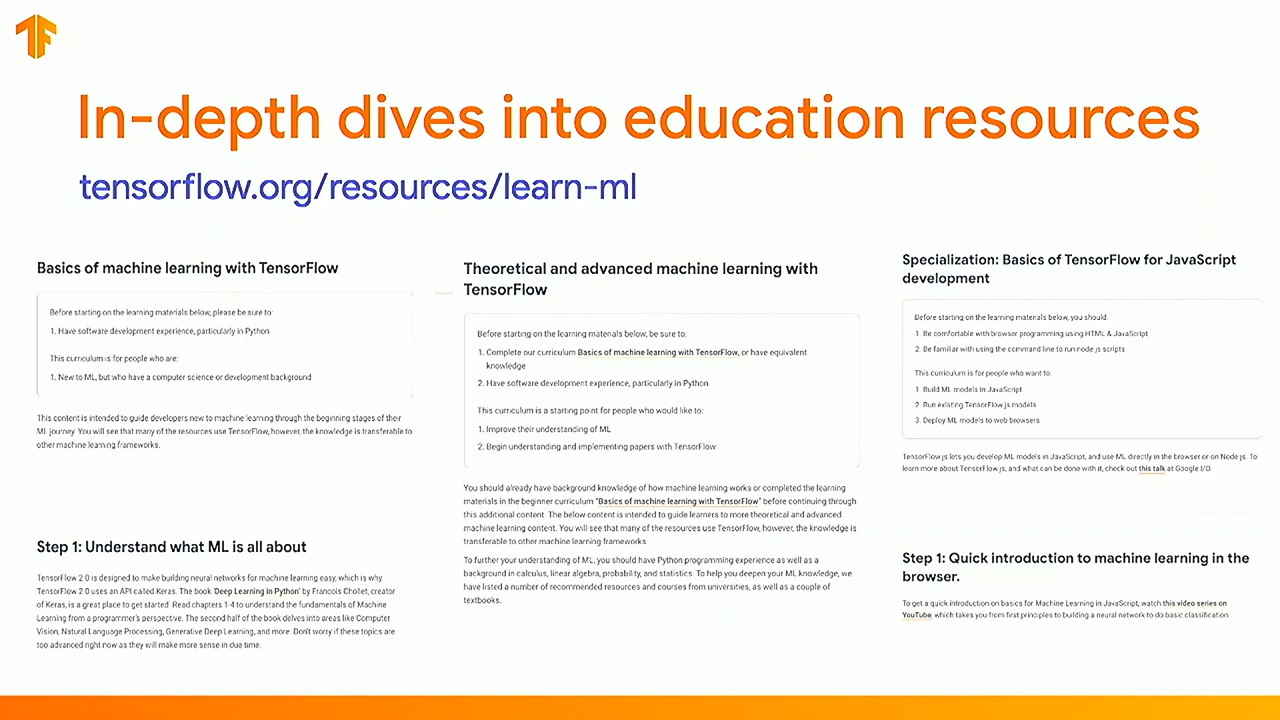 In-depth dives into education resources
tensorflow.org/resources/learn-ml
Basics of machine learning with TensorFlow
Before starting on the learning materials below, please be sure to:
1. Have software development experience, particularly in Python
This curriculum is for people who are:
1. New to ML, but who have a computer science or development background
This content is intended to guide developers new to machine learning through the beginning stages of their
ML journey. You will see that many of the resources use TensorFlow, however, the knowledge is transferable to
other machine learning frameworks.
Step 1: Understand what ML is all about
TensorFlow 2.0 is designed to make building neural networks for machine learning easy, which is why
TensorFlow 2.0 uses an API called Keras. The book 'Deep Learning in Python' by Francois Chollet, creator
of Keras, is a great place to get started. Read chapters 1-4 to understand the fundamentals of Machine
Learning from a programmer's perspective. The second half of the book delves into areas like Computer
Vision, Natural Language Processing, Generative Deep Learning, and more. Don't worry if these topics are
too advanced right now as they will make more sense in due time.
Theoretical and advanced machine learning with
TensorFlow
Before starting on the learning materials below, be sure to:
1. Complete our curriculum Basics of machine learning with TensorFlow, or have equivalent
knowledge
2. Have software development experience, particularly in Python
This curriculum is a starting point for people who would like to:
1. Improve their understanding of ML
2. Begin understanding and implementing papers with TensorFlow
You should already have background knowledge of how machine learning works or completed the learning
materials in the beginner curriculum "Basics of machine learning with TensorFlow" before continuing through
this additional content. The below content is intended to guide learners to more theoretical and advanced
machine learning content. You will see that many of the resources use TensorFlow, however, the knowledge is
transferable to other machine learning frameworks.
To further your understanding of ML, you should have Python programming experience as well as a
background in calculus, linear algebra, probability, and statistics. To help you deepen your ML knowledge, we
have listed a number of recommended resources and courses from universities, as well as a couple of
textbooks.
Specialization: Basics of TensorFlow for JavaScript
development
Before starting on the learning materials below, you should:
1. Be comfortable with browser programming using HTML & JavaScript
2. Be familiar with using the command line to run node.js scripts
This curriculum is for people who want to:
1. Build ML models in JavaScript
2. Run existing TensorFlow.js models
3. Deploy ML models to web browsers
TensorFlow.js lets you develop ML models in JavaScript, and use ML directly in the browser or on Node.js. To
learn more about TensorFlow.js, and what can be done with it, check out this talk at Google I/O.
Step 1: Quick introduction to machine learning in the
browser.
To get a quick introduction on basics for Machine Learning in JavaScript, watch this video series on
YouTube, which takes you from first principles to building a neural network to do basic classification.